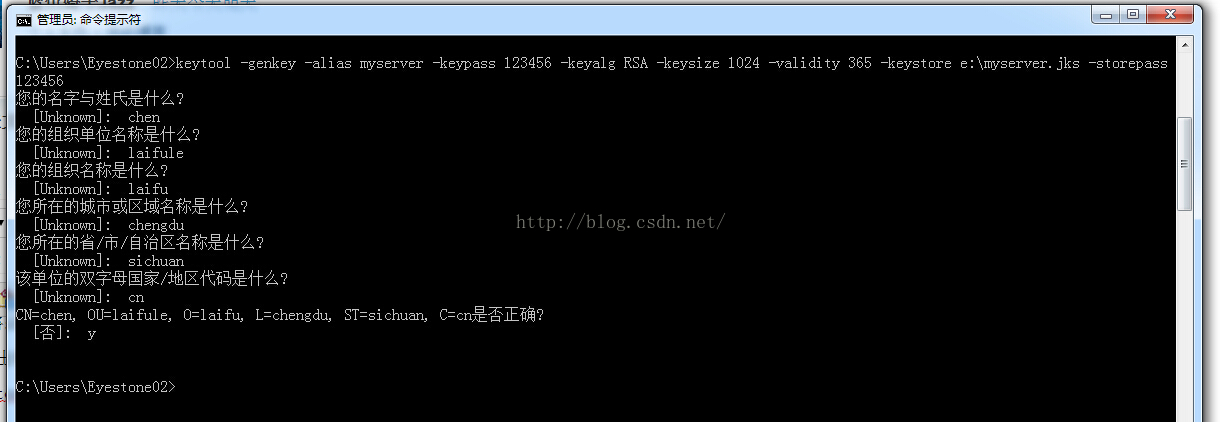 管理员: 命令提示符
C:\Users\Eyestone02>keytool -genkey -alias myserver -keypass 123456 -keyalg RSA -keysize 1024 -validity 365 -keystore e:\myserver.jks -storepass
123456
您的名字与姓氏是什么?
[Unknown]:  chen
您的组织单位名称是什么?
[Unknown]:  laifule
您的组织名称是什么?
[Unknown]:  laifu
您所在的城市或区域名称是什么?
[Unknown]:  chengdu
http://blog.csdn.net/
您所在的省/市/自治区名称是什么?
[Unknown]:  sichuan
该单位的双字母国家/地区代码是什么?
[Unknown]:  cn
CN=chen, OU=laifule, O=laifu, L=chengdu, ST=sichuan, C=cn是否正确?
[否]:  y
C:\Users\Eyestone02>